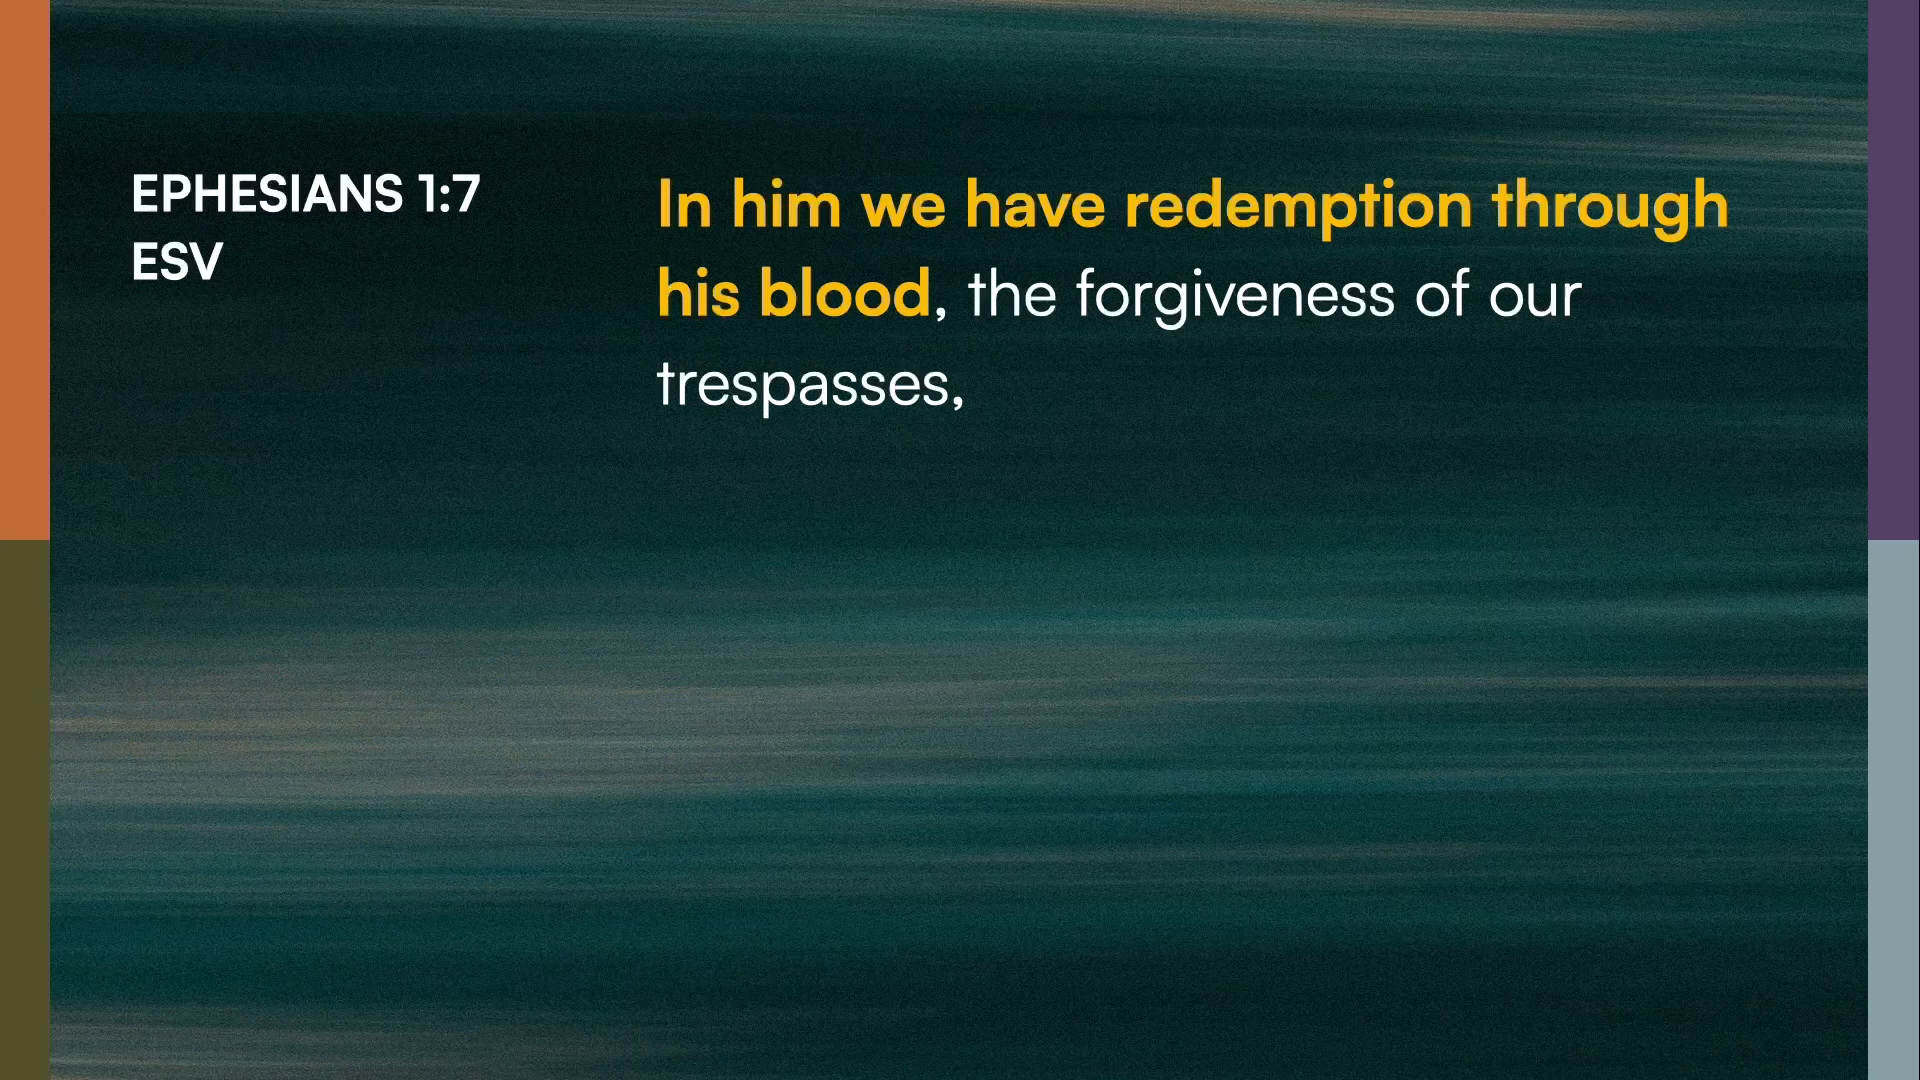 EPHESIANS 1:7
ESV
In him we have redemption through
his blood, the forgiveness of our
trespasses,